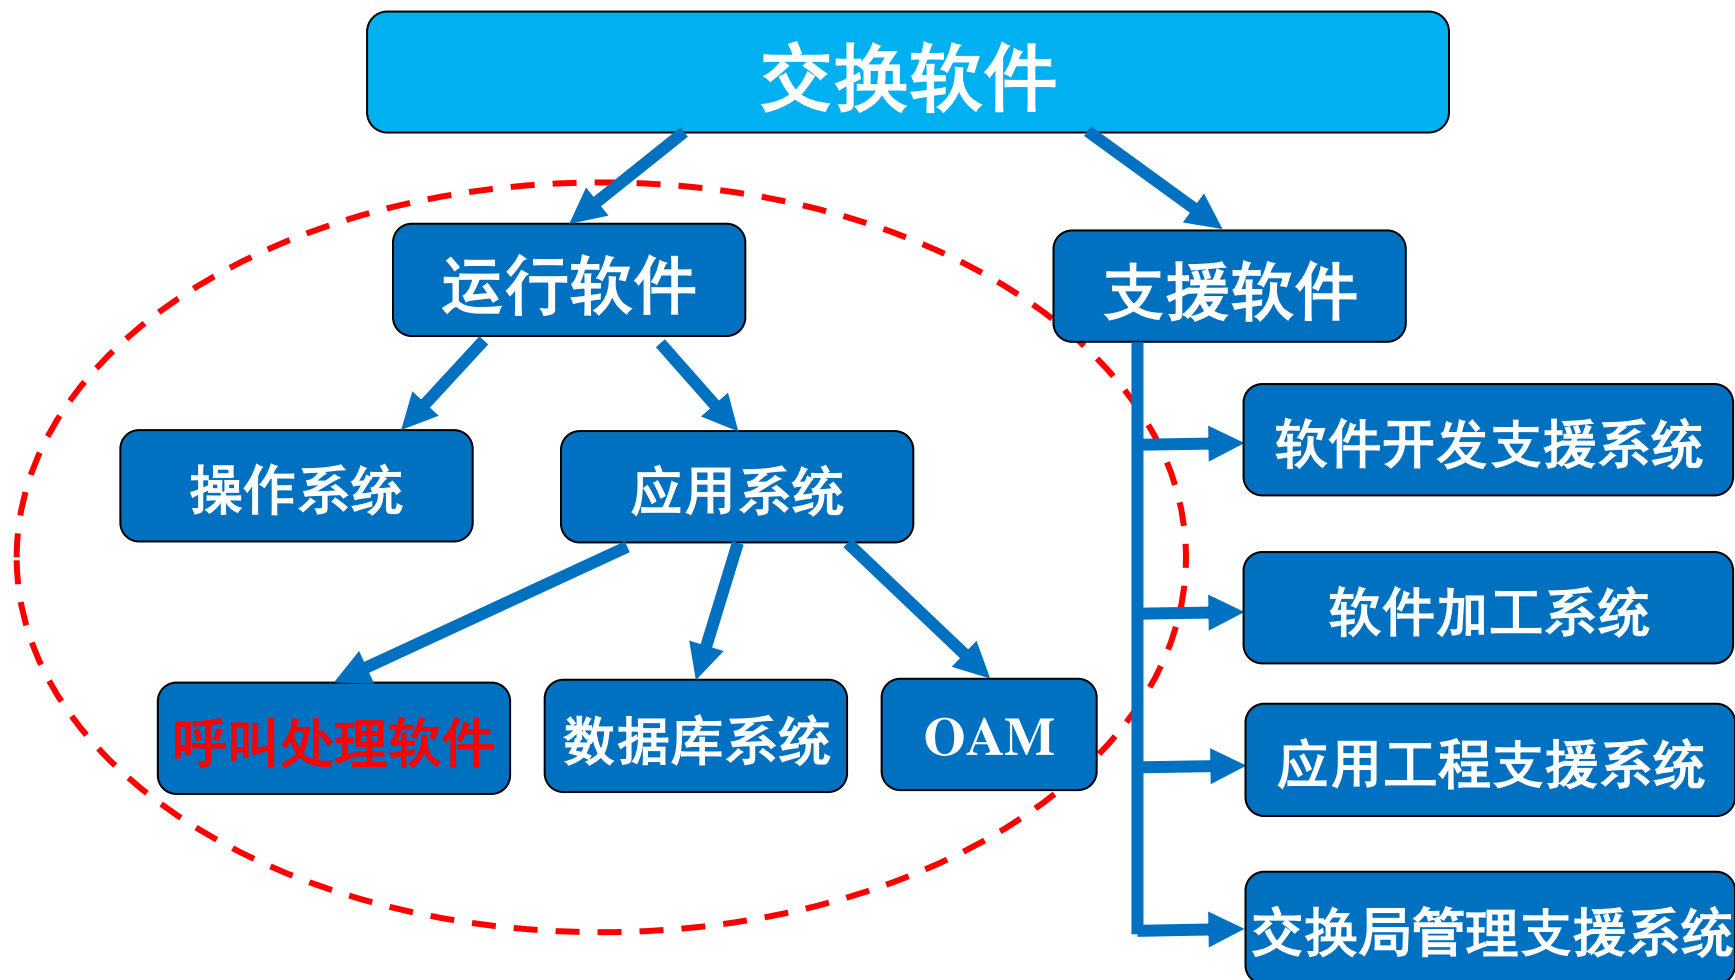 交换软件
运行软件
支援软件
操作系统
应用系统
软件开发支援系统
软件加工系统
呼叫处理软件
数据库系统
OAM
应用工程支援系统
交换局管理支援系统